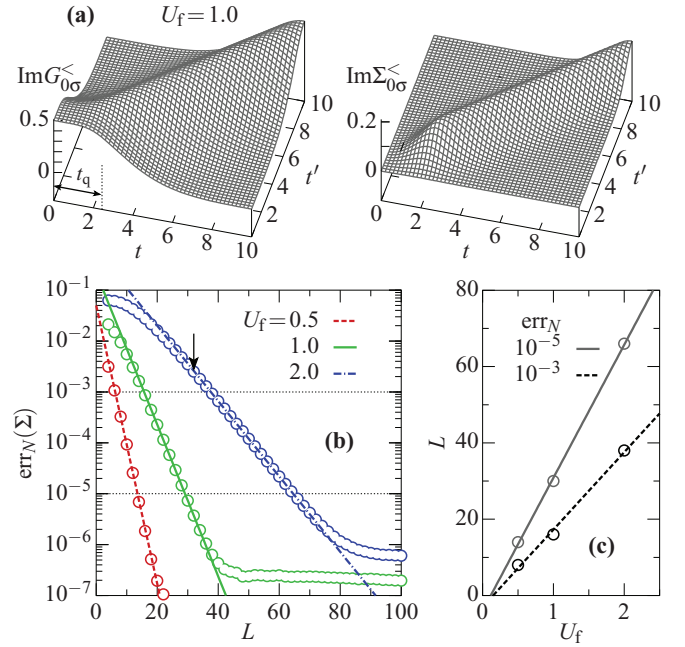 (a) U_f = 1.0
ImG^<_{0σ}
0.5
0
t_q
0 2 4 6 8 10
t
2 4 6 8 10
t′
ImΣ^<_{0σ}
0.2
0
0 2 4 6 8 10
t
2 4 6 8 10
t′
10^{-1}
10^{-2}
10^{-3}
10^{-4}
10^{-5}
10^{-6}
10^{-7}
err_N(Σ)
U_f = 0.5
1.0
2.0
(b)
0 20 40 60 80 100
L
80
60
40
20
0
L
err_N
10^{-5}
10^{-3}
(c)
0 1 2
U_f